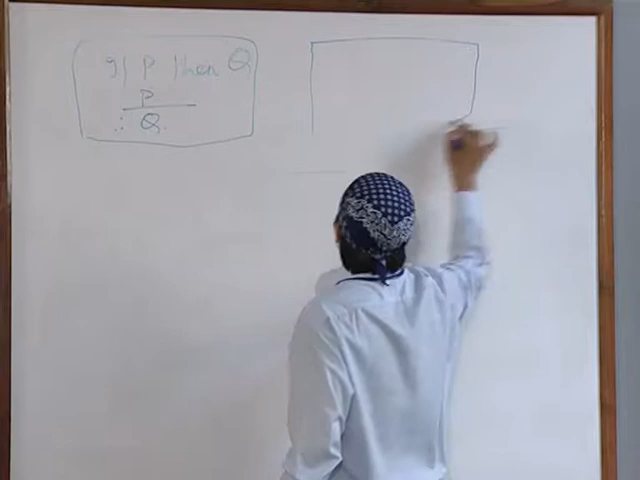 If P then Q
P
∴ Q.